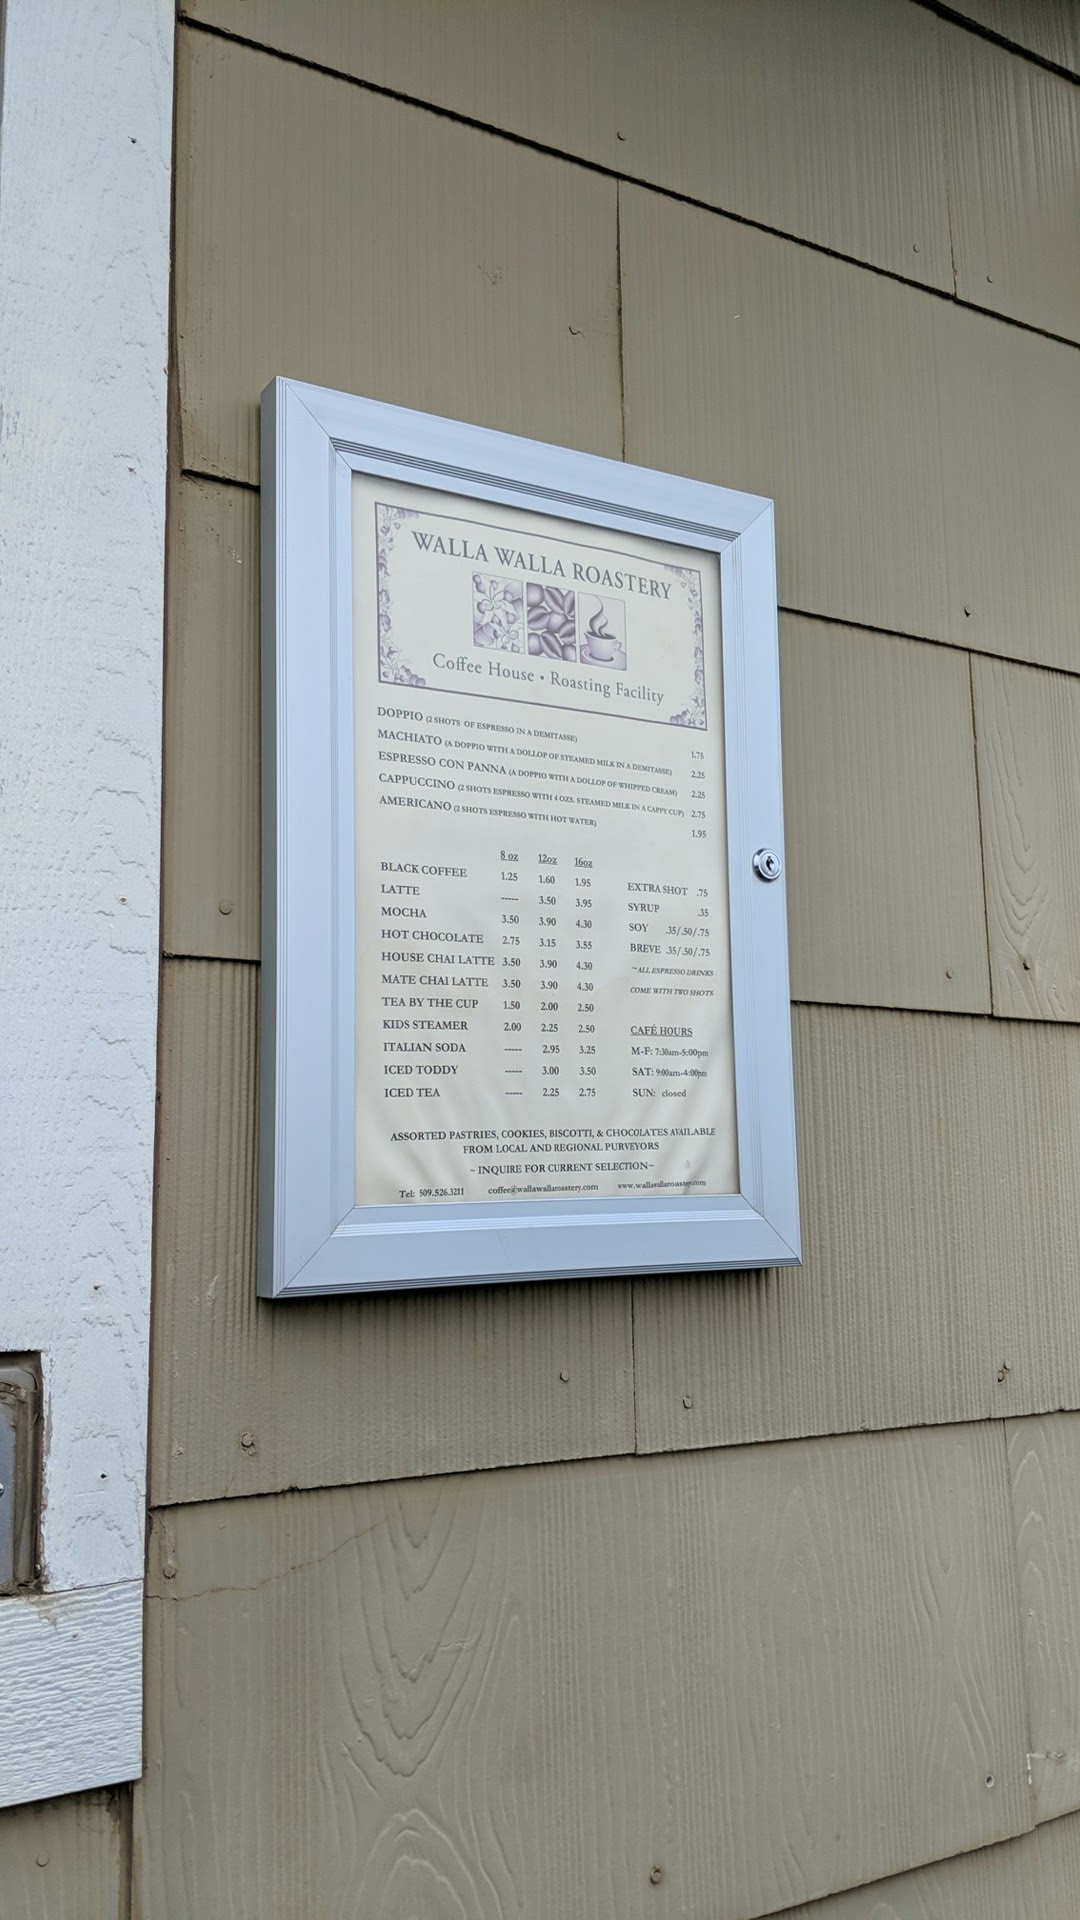 WALLA WALLA ROASTERY
Coffee House • Roasting Facility
DOPPIO (2 SHOTS OF ESPRESSO IN A DEMITASSE) 1.75
MACHIATO (A DOPPIO WITH A DOLLOP OF STEAMED MILK IN A DEMITASSE) 2.25
ESPRESSO CON PANNA (A DOPPIO WITH A DOLLOP OF WHIPPED CREAM) 2.25
CAPPUCCINO (2 SHOTS ESPRESSO WITH 4 OZS. STEAMED MILK IN A CAPPY CUP) 2.75
AMERICANO (2 SHOTS ESPRESSO WITH HOT WATER) 1.95
8 oz 12oz 16oz
BLACK COFFEE 1.25 1.60 1.95
LATTE ----- 3.50 3.95
MOCHA 3.50 3.90 4.30
HOT CHOCOLATE 2.75 3.15 3.55
HOUSE CHAI LATTE 3.50 3.90 4.30
MATE CHAI LATTE 3.50 3.90 4.30
TEA BY THE CUP 1.50 2.00 2.50
KIDS STEAMER 2.00 2.25 2.50
ITALIAN SODA ----- 2.95 3.25
ICED TODDY ----- 3.00 3.50
ICED TEA ----- 2.25 2.75
EXTRA SHOT .75
SYRUP .35
SOY .35/.50/.75
BREVE .35/.50/.75
~ALL ESPRESSO DRINKS
COME WITH TWO SHOTS
CAFÉ HOURS
M-F: 7:30am-5:00pm
SAT: 9:00am-4:00pm
SUN: closed
ASSORTED PASTRIES, COOKIES, BISCOTTI, & CHOCOLATES AVAILABLE
FROM LOCAL AND REGIONAL PURVEYORS
~ INQUIRE FOR CURRENT SELECTION~
Tel: 509.526.3211 coffee@wallawallaroastery.com www.wallawallaroastery.com